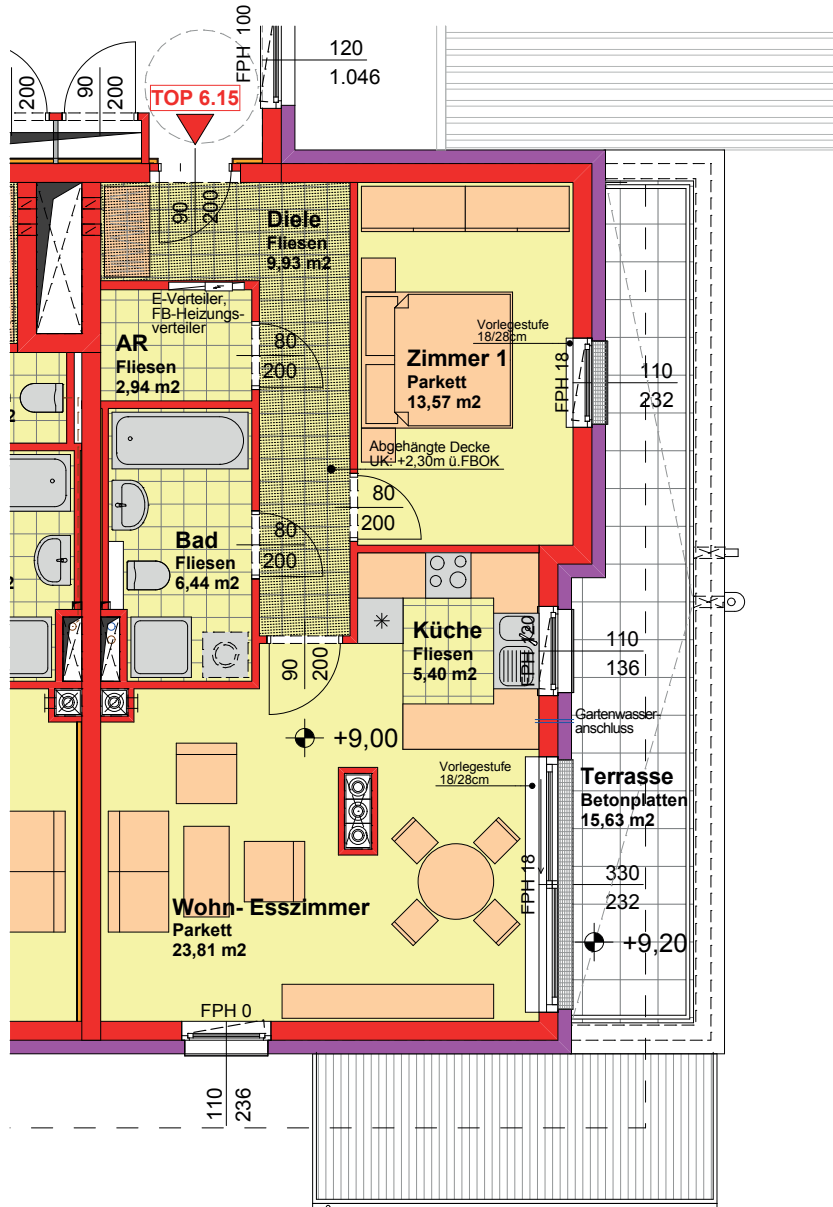 FPH 100
120
1.046
90
200
90
200
TOP 6.15
90
200
Diele
Fliesen
9,93 m2
E-Verteiler,
FB-Heizungs-
verteiler
AR
Fliesen
2,94 m2
80
200
Vorlegestufe
18/28cm
Zimmer 1
Parkett
13,57 m2
FPH 18
110
232
Abgehängte Decke
UK: +2,30m ü.FBOK
80
200
Bad
Fliesen
6,44 m2
80
200
Küche
Fliesen
5,40 m2
FPH 120
110
136
90
200
Gartenwasser-
anschluss
+9,00
Vorlegestufe
18/28cm
Terrasse
Betonplatten
15,63 m2
FPH 18
330
232
Wohn- Esszimmer
Parkett
23,81 m2
+9,20
FPH 0
110
236